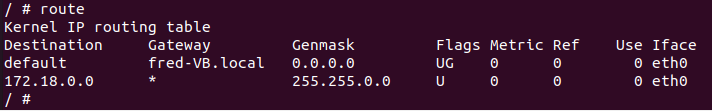 / # route
Kernel IP routing table
Destination     Gateway         Genmask         Flags Metric Ref    Use Iface
default         fred-VB.local   0.0.0.0         UG    0      0        0 eth0
172.18.0.0      *               255.255.0.0     U     0      0        0 eth0
/ #